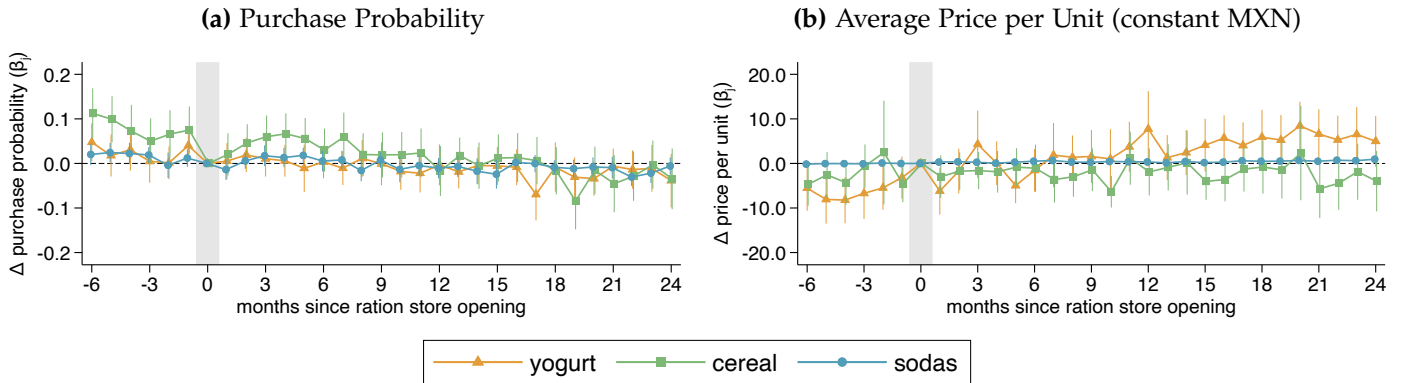 (a) Purchase Probability
Δ purchase probability (βj)
0.2
0.1
0.0
-0.1
-0.2
-6 -3 0 3 6 9 12 15 18 21 24
months since ration store opening
(b) Average Price per Unit (constant MXN)
Δ price per unit (βj)
20.0
10.0
0.0
-10.0
-20.0
-6 -3 0 3 6 9 12 15 18 21 24
months since ration store opening
yogurt cereal sodas